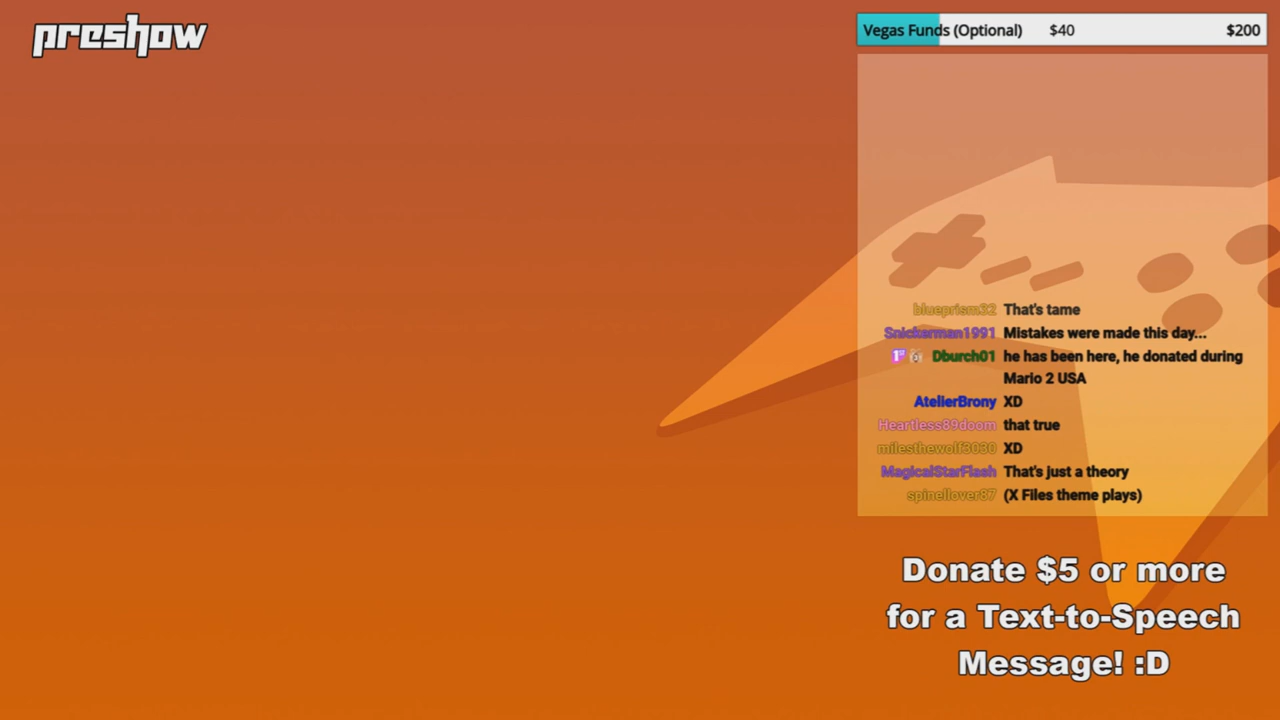 preshow
Vegas Funds (Optional) $40 $200
blueprism32 That's tame
Snickerman1991 Mistakes were made this day...
1st Dburch01 he has been here, he donated during
Mario 2 USA
AtelierBrony XD
Heartless89doom that true
milesthewolf3030 XD
MagicalStarFlash That's just a theory
spinellover87 (X Files theme plays)
Donate $5 or more
for a Text-to-Speech
Message! :D